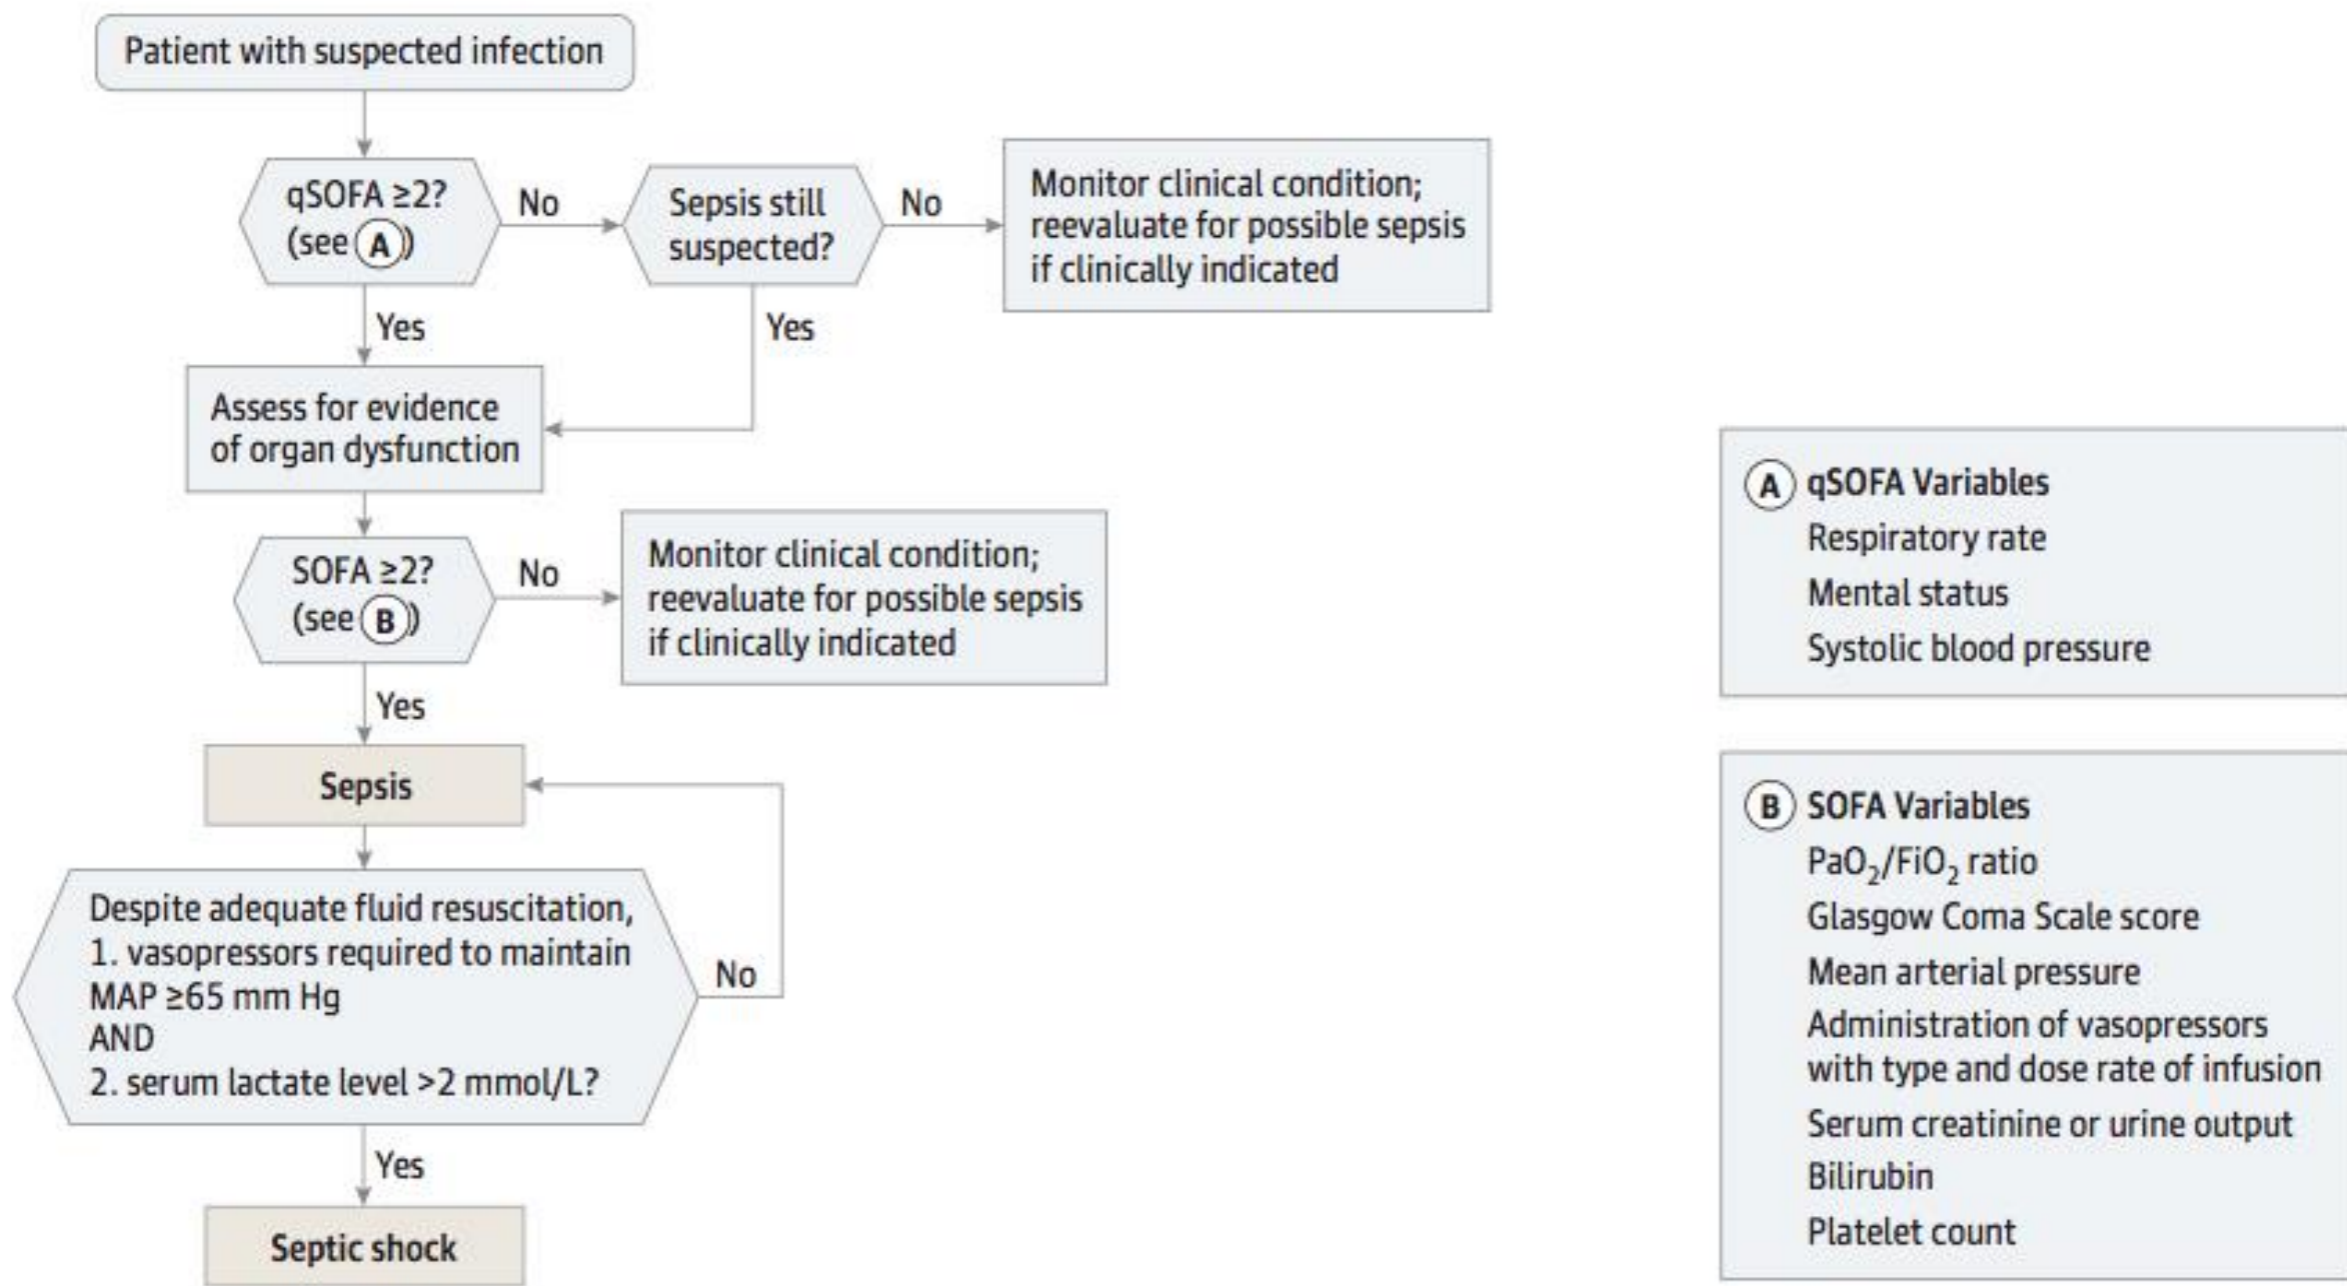 Patient with suspected infection
qSOFA ≥2?
(see A)
No
Sepsis still
suspected?
No
Monitor clinical condition;
reevaluate for possible sepsis
if clinically indicated
Yes
Yes
Assess for evidence
of organ dysfunction
SOFA ≥2?
(see B)
No
Monitor clinical condition;
reevaluate for possible sepsis
if clinically indicated
Yes
Sepsis
Despite adequate fluid resuscitation,
1. vasopressors required to maintain
MAP ≥65 mm Hg
AND
2. serum lactate level >2 mmol/L?
No
Yes
Septic shock
A qSOFA Variables
Respiratory rate
Mental status
Systolic blood pressure
B SOFA Variables
PaO₂/FiO₂ ratio
Glasgow Coma Scale score
Mean arterial pressure
Administration of vasopressors
with type and dose rate of infusion
Serum creatinine or urine output
Bilirubin
Platelet count